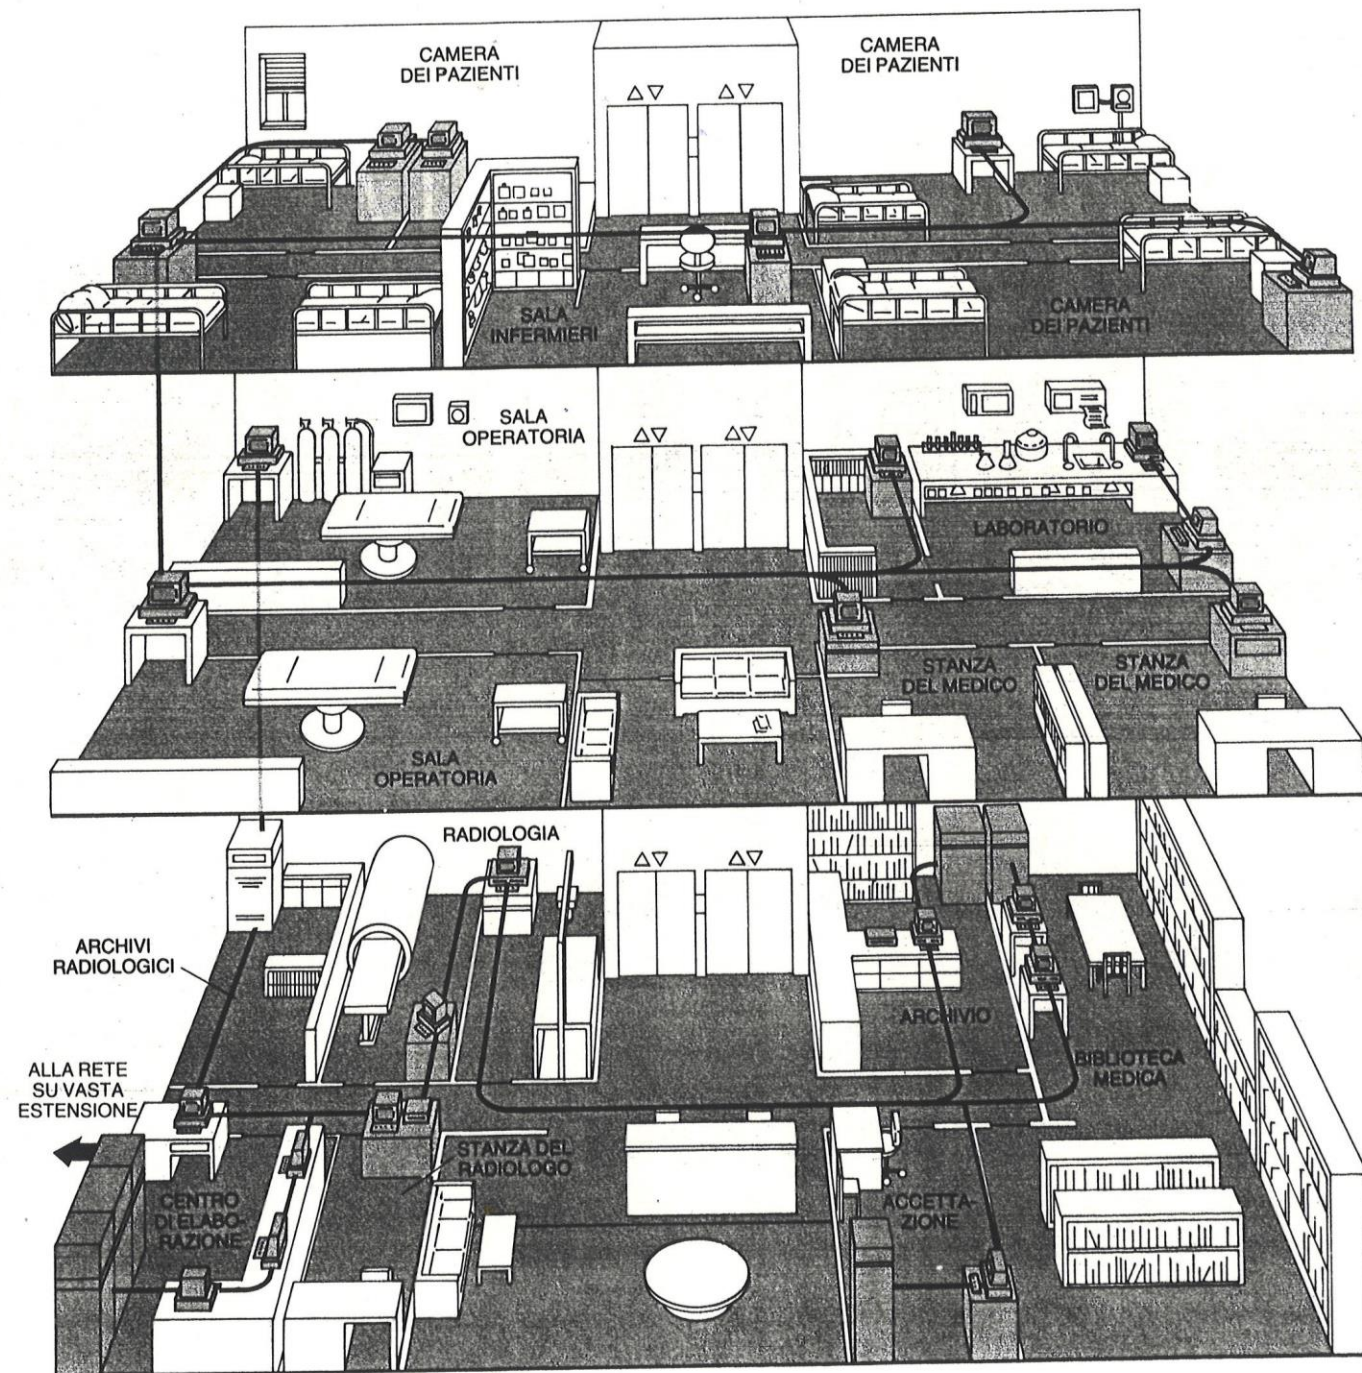 CAMERA
DEI PAZIENTI
CAMERA
DEI PAZIENTI
SALA
INFERMIERI
CAMERA
DEI PAZIENTI
SALA
OPERATORIA
LABORATORIO
STANZA
DEL MEDICO
STANZA
DEL MEDICO
SALA
OPERATORIA
RADIOLOGIA
ARCHIVI
RADIOLOGICI
ARCHIVIO
BIBLIOTECA
MEDICA
ALLA RETE
SU VASTA
ESTENSIONE
STANZA DEL
RADIOLOGO
CENTRO
DI ELABO-
RAZIONE
ACCETTA-
ZIONE